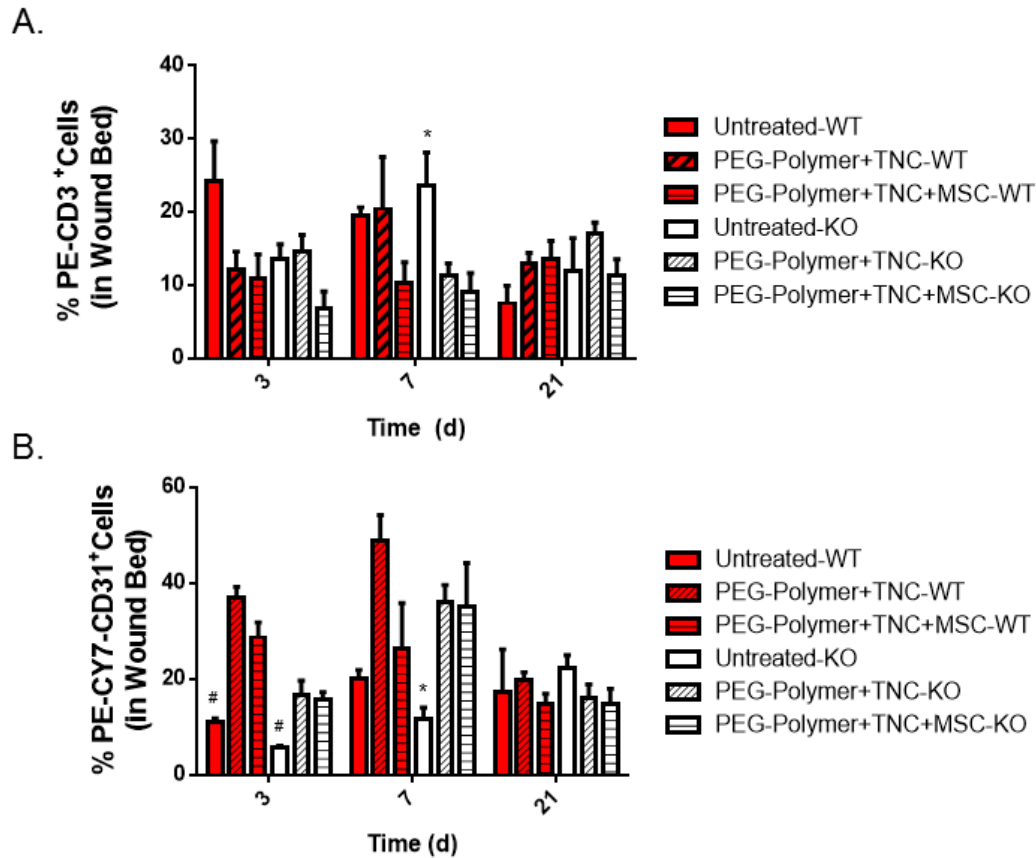 A.
% PE-CD3 +Cells
(in Wound Bed)
40
30
20
10
0
*
3
7
21
Time (d)
Untreated-WT
PEG-Polymer+TNC-WT
PEG-Polymer+TNC+MSC-WT
Untreated-KO
PEG-Polymer+TNC-KO
PEG-Polymer+TNC+MSC-KO
B.
% PE-CY7-CD31+Cells
(in Wound Bed)
60
40
20
0
#
#
*
3
7
21
Time (d)
Untreated-WT
PEG-Polymer+TNC-WT
PEG-Polymer+TNC+MSC-WT
Untreated-KO
PEG-Polymer+TNC-KO
PEG-Polymer+TNC+MSC-KO